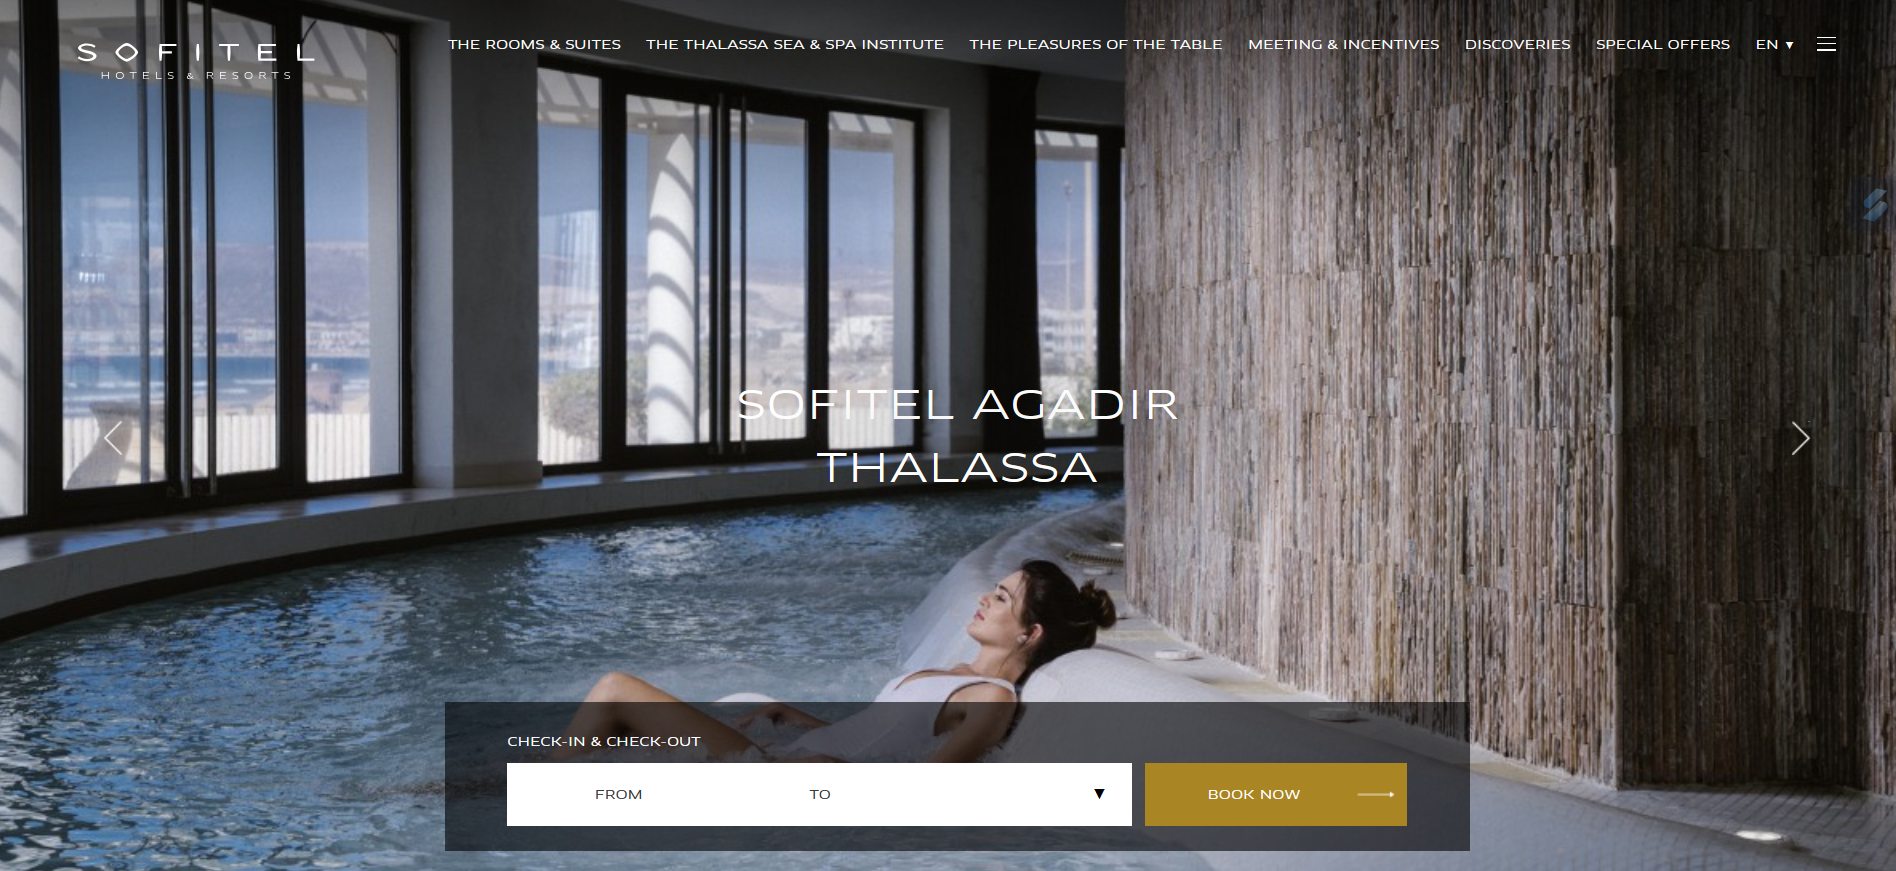 SOFITEL
HOTELS & RESORTS
THE ROOMS & SUITES
THE THALASSA SEA & SPA INSTITUTE
THE PLEASURES OF THE TABLE
MEETING & INCENTIVES
DISCOVERIES
SPECIAL OFFERS
EN ▼
SOFITEL AGADIR
THALASSA
CHECK-IN & CHECK-OUT
FROM
TO
BOOK NOW